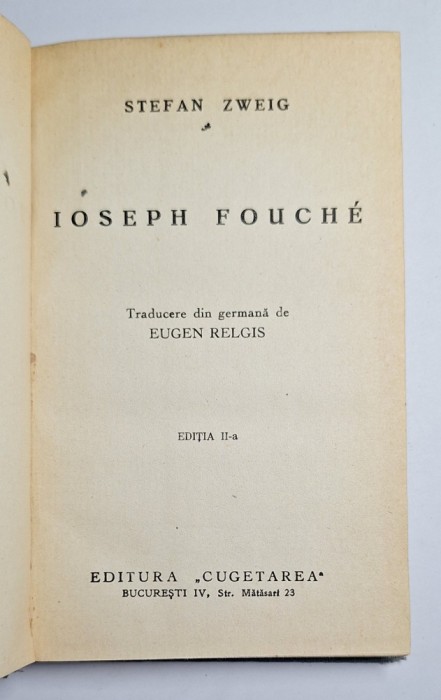 STEFAN ZWEIG
IOSEPH FOUCHÉ
Traducere din germană de
EUGEN RELGIS
EDIȚIA II-a
EDITURA „CUGETAREA"
BUCUREȘTI IV, Str. Mătăsari 23